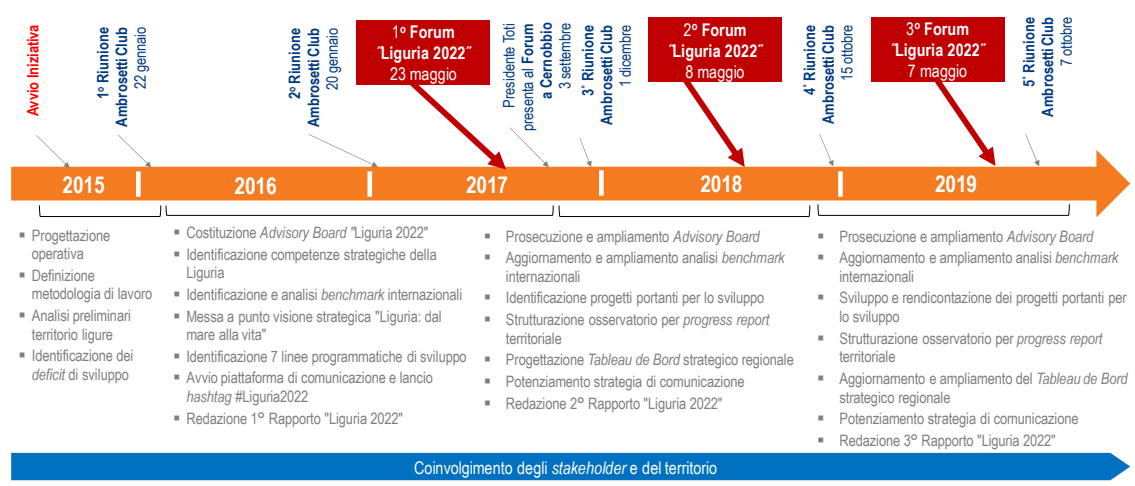 Avvio Iniziativa
1º Riunione
Ambrosetti Club
22 gennaio
2º Riunione
Ambrosetti Club
20 gennaio
1º Forum
˝Liguria 2022˝
23 maggio
Presidente Toti
presenta al Forum
a Cernobbio
3 settembre
3° Riunione
Ambrosetti Club
1 dicembre
2º Forum
˝Liguria 2022˝
8 maggio
4° Riunione
Ambrosetti Club
15 ottobre
3º Forum
˝Liguria 2022˝
7 maggio
5° Riunione
Ambrosetti Club
7 ottobre
2015
2016
2017
2018
2019
▪ Progettazione
operativa
▪ Definizione
metodologia di lavoro
▪ Analisi preliminari
territorio ligure
▪ Identificazione dei
deficit di sviluppo
▪ Costituzione Advisory Board "Liguria 2022"
▪ Identificazione competenze strategiche della
Liguria
▪ Identificazione e analisi benchmark internazionali
▪ Messa a punto visione strategica "Liguria: dal
mare alla vita"
▪ Identificazione 7 linee programmatiche di sviluppo
▪ Avvio piattaforma di comunicazione e lancio
hashtag #Liguria2022
▪ Redazione 1º Rapporto "Liguria 2022"
▪ Prosecuzione e ampliamento Advisory Board
▪ Aggiornamento e ampliamento analisi benchmark
internazionali
▪ Identificazione progetti portanti per lo sviluppo
▪ Strutturazione osservatorio per progress report
territoriale
▪ Progettazione Tableau de Bord strategico regionale
▪ Potenziamento strategia di comunicazione
▪ Redazione 2º Rapporto "Liguria 2022"
▪ Prosecuzione e ampliamento Advisory Board
▪ Aggiornamento e ampliamento analisi benchmark
internazionali
▪ Sviluppo e rendicontazione dei progetti portanti per
lo sviluppo
▪ Strutturazione osservatorio per progress report
territoriale
▪ Aggiornamento e ampliamento del Tableau de Bord
strategico regionale
▪ Potenziamento strategia di comunicazione
▪ Redazione 3º Rapporto "Liguria 2022"
Coinvolgimento degli stakeholder e del territorio